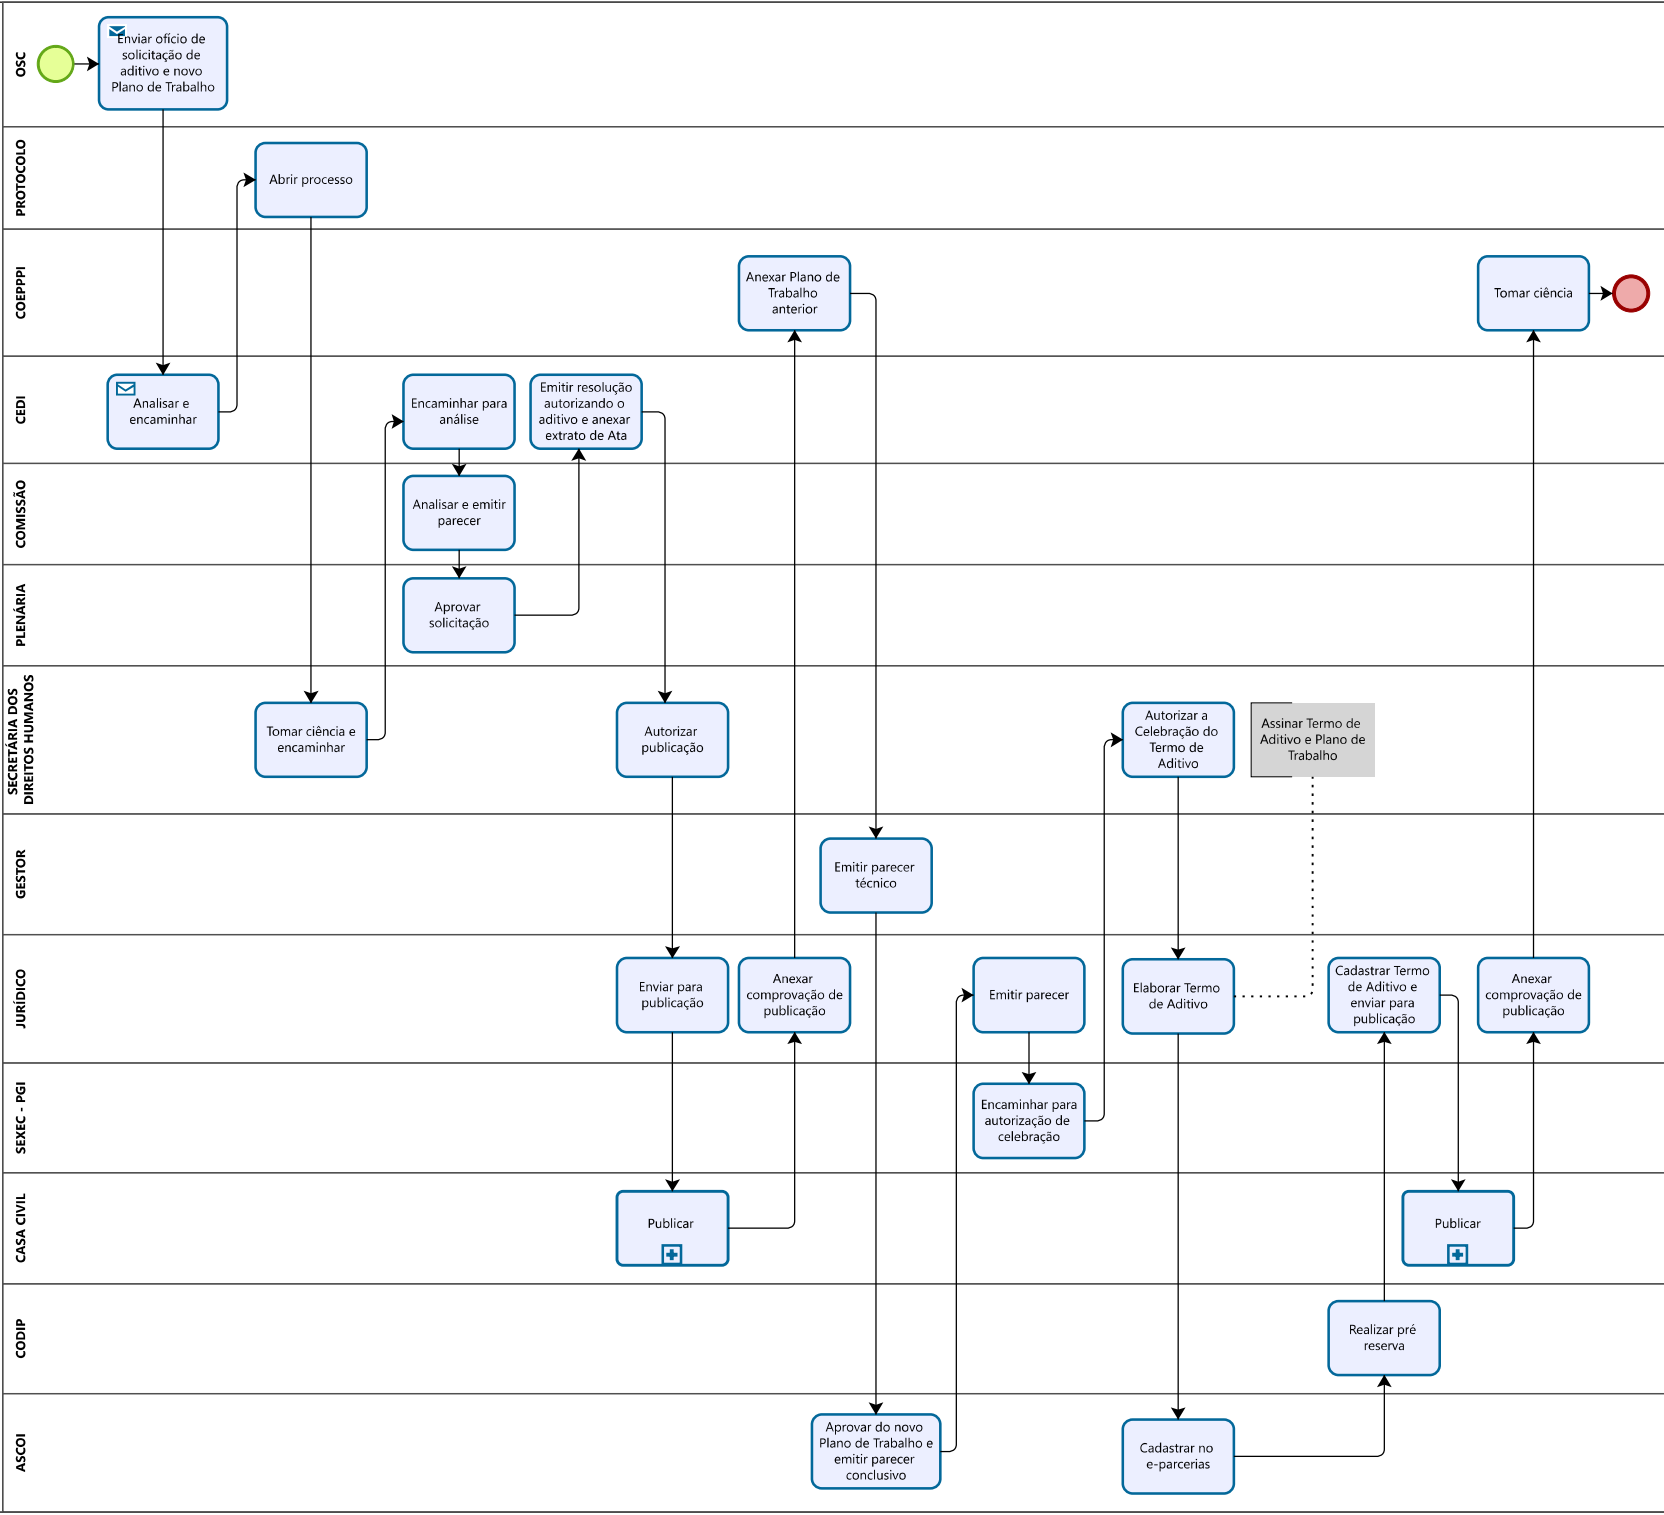 OSC
Enviar ofício de
solicitação de
aditivo e novo
Plano de Trabalho
PROTOCOLO
Abrir processo
COEPPPI
Anexar Plano de
Trabalho
anterior
Tomar ciência
CEDI
Analisar e
encaminhar
Encaminhar para
análise
Emitir resolução
autorizando o
aditivo e anexar
extrato de Ata
COMISSÃO
Analisar e emitir
parecer
PLENÁRIA
Aprovar
solicitação
SECRETÁRIA DOS
DIREITOS HUMANOS
Tomar ciência e
encaminhar
Autorizar
publicação
Autorizar a
Celebração do
Termo de
Aditivo
Assinar Termo de
Aditivo e Plano de
Trabalho
GESTOR
Emitir parecer
técnico
JURÍDICO
Enviar para
publicação
Anexar
comprovação de
publicação
Emitir parecer
Elaborar Termo
de Aditivo
Cadastrar Termo
de Aditivo e
enviar para
publicação
Anexar
comprovação de
publicação
SEXEC - PGI
Encaminhar para
autorização de
celebração
CASA CIVIL
Publicar
Publicar
CODIP
Realizar pré
reserva
ASCOI
Aprovar do novo
Plano de Trabalho e
emitir parecer
conclusivo
Cadastrar no
e-parcerias